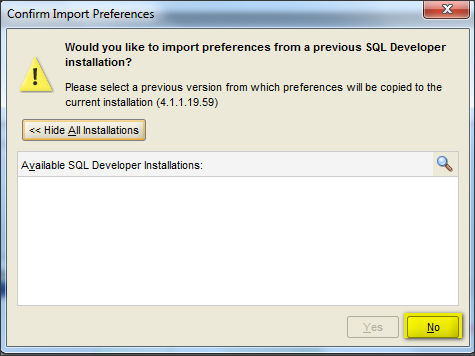 Confirm Import Preferences
Would you like to import preferences from a previous SQL Developer
installation?
Please select a previous version from which preferences will be copied to the
current installation (4.1.1.19.59)
<< Hide All Installations
Available SQL Developer Installations:
Yes
No